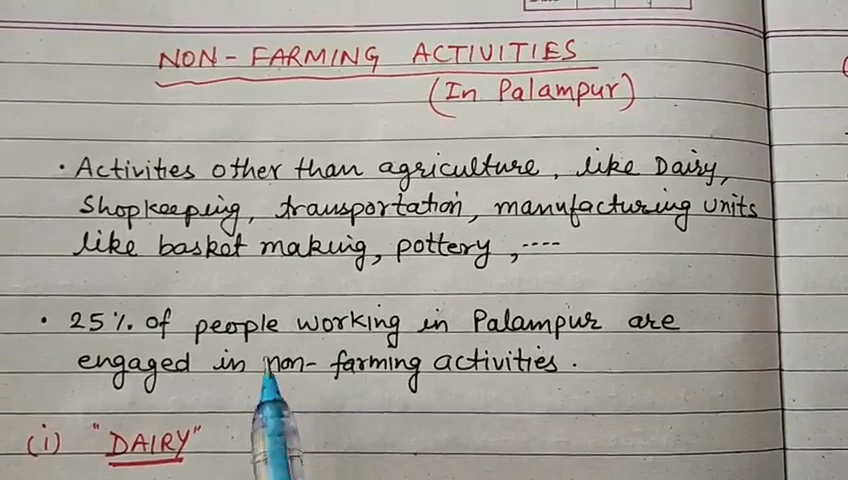 NON-FARMING ACTIVITIES
(In Palampur)
· Activities other than agriculture, like Dairy,
Shopkeeping, transportation, manufacturing units
like basket making, pottery, ----
· 25% of people working in Palampur are
engaged in non-farming activities.
(i) "DAIRY"